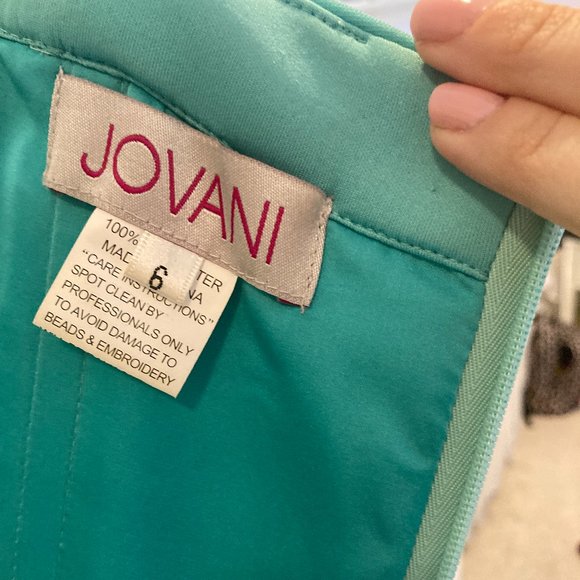 JOVANI
100%
6
"CARE INSTRUCTIONS"
SPOT CLEAN BY
PROFESSIONALS ONLY
TO AVOID DAMAGE TO
BEADS & EMBROIDERY